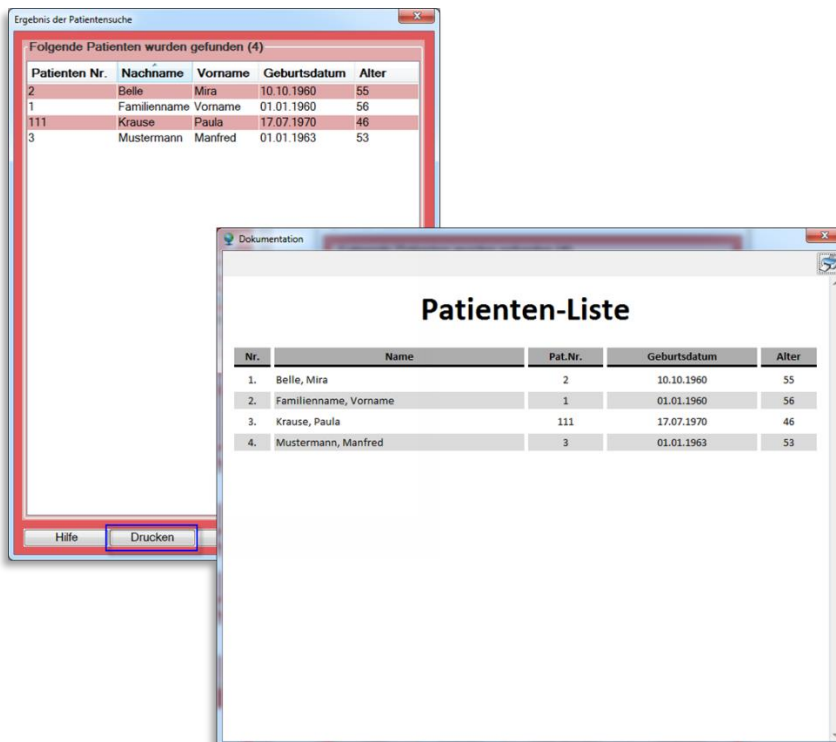 Ergebnis der Patientensuche
Folgende Patienten wurden gefunden (4)
Patienten Nr. Nachname Vorname Geburtsdatum Alter
2 Belle Mira 10.10.1960 55
1 Familienname Vorname 01.01.1960 56
111 Krause Paula 17.07.1970 46
3 Mustermann Manfred 01.01.1963 53
Hilfe Drucken
Dokumentation
Patienten-Liste
Nr. Name Pat.Nr. Geburtsdatum Alter
1. Belle, Mira 2 10.10.1960 55
2. Familienname, Vorname 1 01.01.1960 56
3. Krause, Paula 111 17.07.1970 46
4. Mustermann, Manfred 3 01.01.1963 53